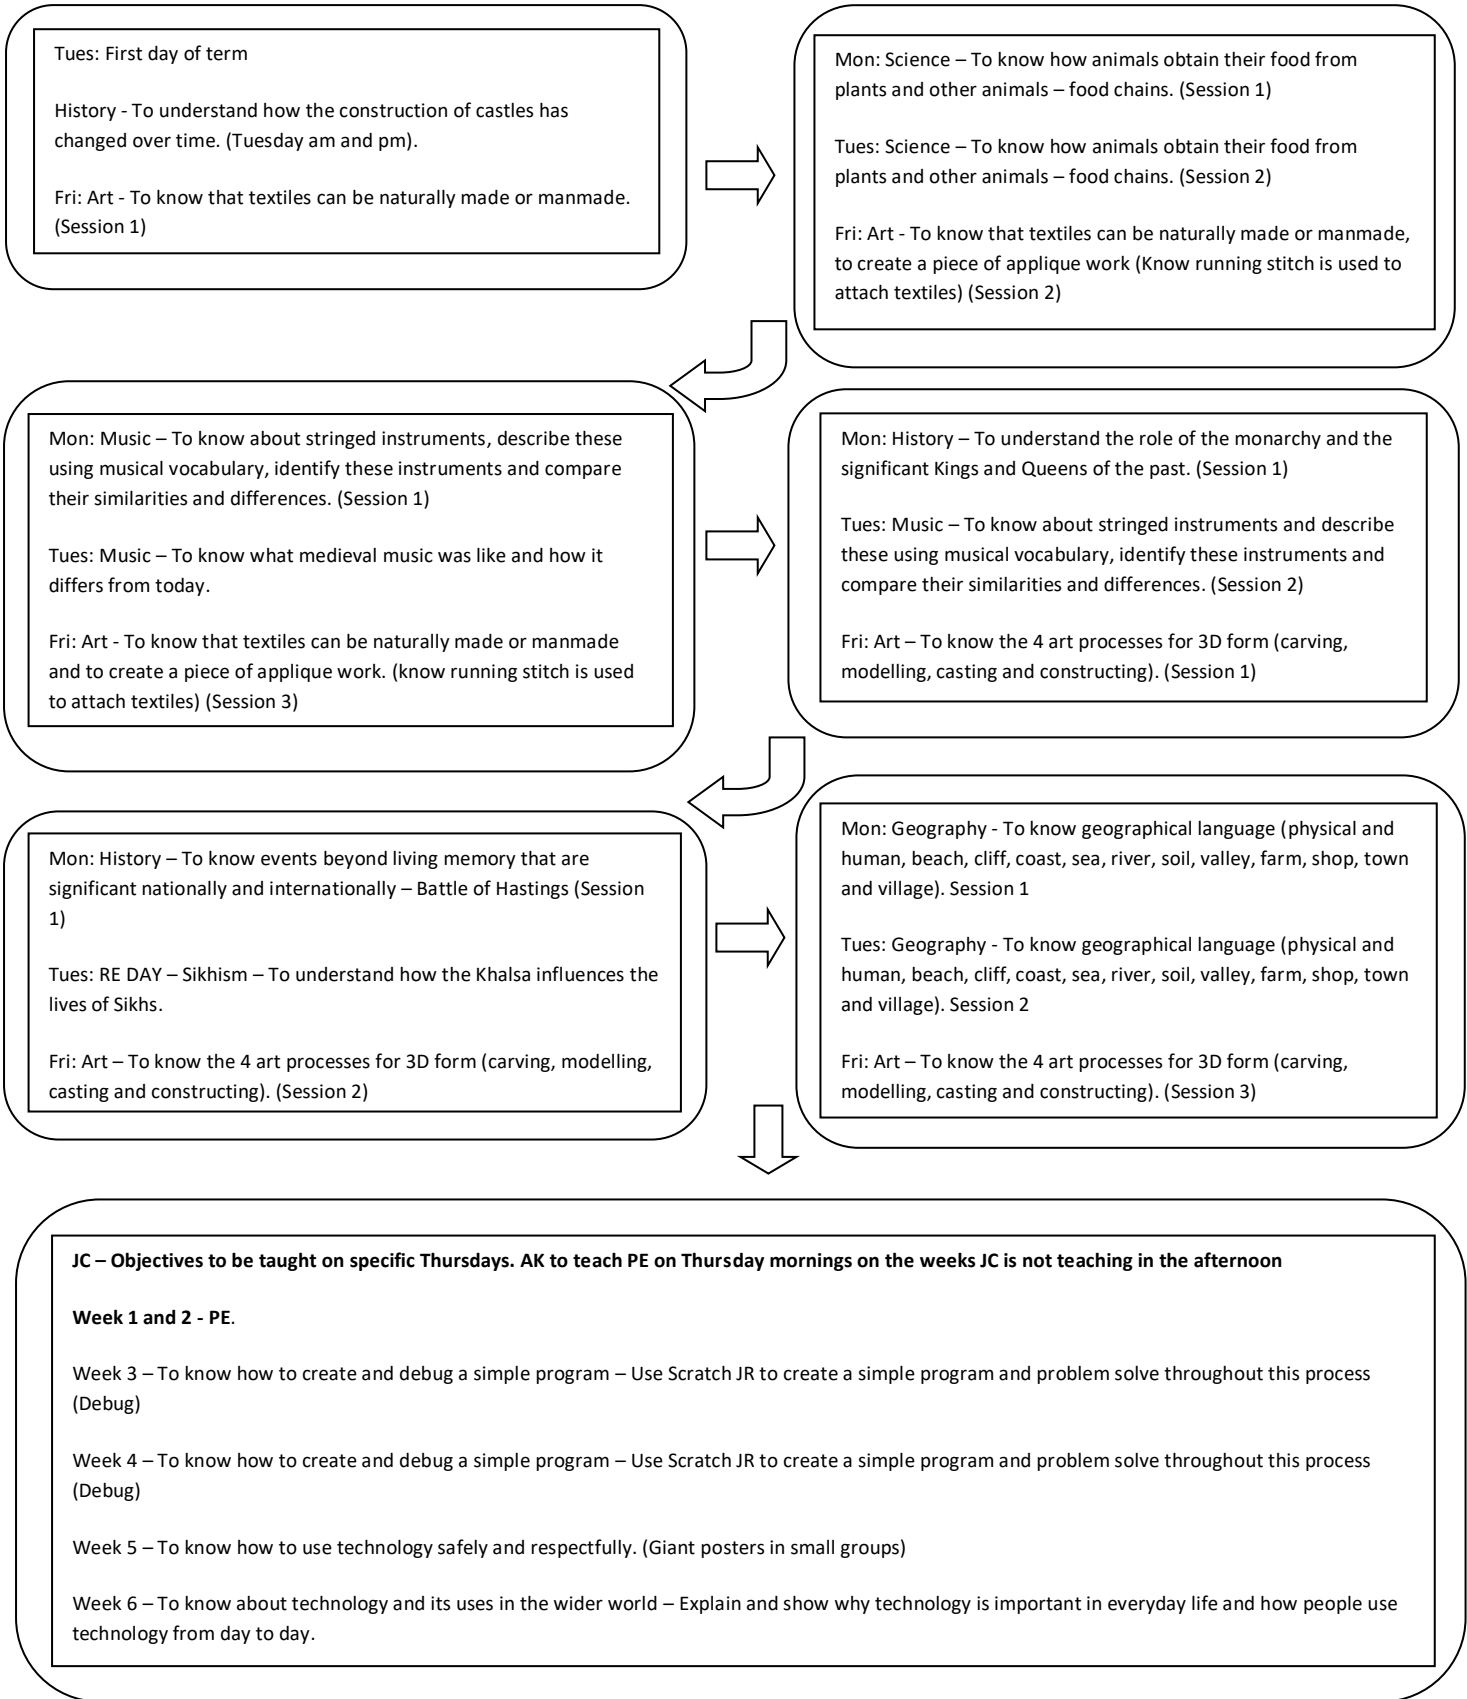 Tues: First day of term
History - To understand how the construction of castles has
changed over time. (Tuesday am and pm).
Fri: Art - To know that textiles can be naturally made or manmade.
(Session 1)
Mon: Science – To know how animals obtain their food from
plants and other animals – food chains. (Session 1)
Tues: Science – To know how animals obtain their food from
plants and other animals – food chains. (Session 2)
Fri: Art - To know that textiles can be naturally made or manmade,
to create a piece of applique work (Know running stitch is used to
attach textiles) (Session 2)
Mon: Music – To know about stringed instruments, describe these
using musical vocabulary, identify these instruments and compare
their similarities and differences. (Session 1)
Tues: Music – To know what medieval music was like and how it
differs from today.
Fri: Art - To know that textiles can be naturally made or manmade
and to create a piece of applique work. (know running stitch is used
to attach textiles) (Session 3)
Mon: History – To understand the role of the monarchy and the
significant Kings and Queens of the past. (Session 1)
Tues: Music – To know about stringed instruments and describe
these using musical vocabulary, identify these instruments and
compare their similarities and differences. (Session 2)
Fri: Art – To know the 4 art processes for 3D form (carving,
modelling, casting and constructing). (Session 1)
Mon: History – To know events beyond living memory that are
significant nationally and internationally – Battle of Hastings (Session
1)
Tues: RE DAY – Sikhism – To understand how the Khalsa influences the
lives of Sikhs.
Fri: Art – To know the 4 art processes for 3D form (carving, modelling,
casting and constructing). (Session 2)
Mon: Geography - To know geographical language (physical and
human, beach, cliff, coast, sea, river, soil, valley, farm, shop, town
and village). Session 1
Tues: Geography - To know geographical language (physical and
human, beach, cliff, coast, sea, river, soil, valley, farm, shop, town
and village). Session 2
Fri: Art – To know the 4 art processes for 3D form (carving,
modelling, casting and constructing). (Session 3)
JC – Objectives to be taught on specific Thursdays. AK to teach PE on Thursday mornings on the weeks JC is not teaching in the afternoon
Week 1 and 2 - PE.
Week 3 – To know how to create and debug a simple program – Use Scratch JR to create a simple program and problem solve throughout this process
(Debug)
Week 4 – To know how to create and debug a simple program – Use Scratch JR to create a simple program and problem solve throughout this process
(Debug)
Week 5 – To know how to use technology safely and respectfully. (Giant posters in small groups)
Week 6 – To know about technology and its uses in the wider world – Explain and show why technology is important in everyday life and how people use
technology from day to day.